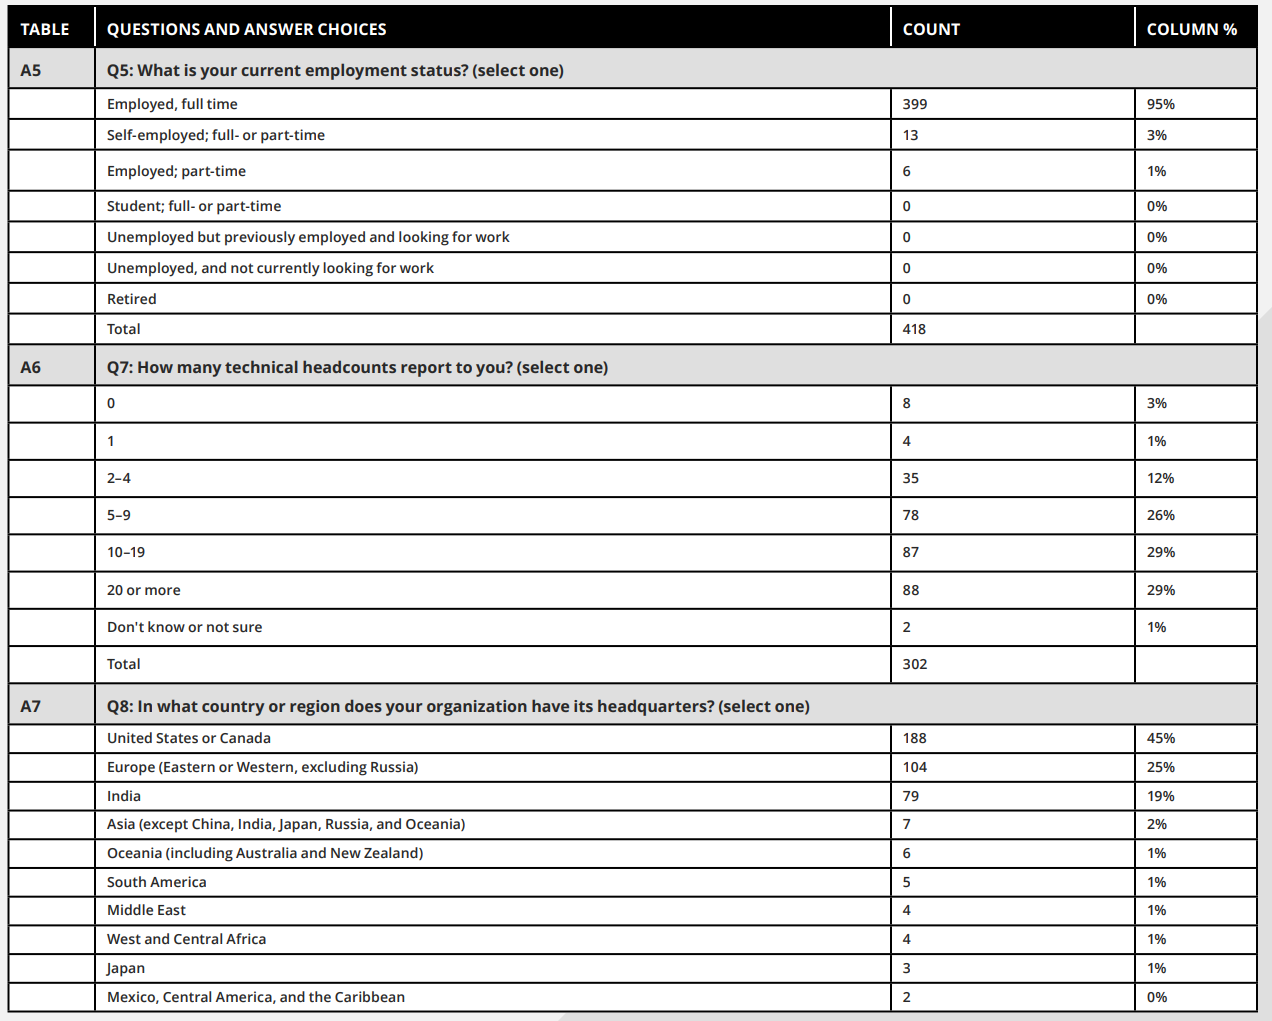 TABLE QUESTIONS AND ANSWER CHOICES COUNT COLUMN %
A5 Q5: What is your current employment status? (select one)
Employed, full time 399 95%
Self-employed; full- or part-time 13 3%
Employed; part-time 6 1%
Student; full- or part-time 0 0%
Unemployed but previously employed and looking for work 0 0%
Unemployed, and not currently looking for work 0 0%
Retired 0 0%
Total 418
A6 Q7: How many technical headcounts report to you? (select one)
0 8 3%
1 4 1%
2–4 35 12%
5–9 78 26%
10–19 87 29%
20 or more 88 29%
Don't know or not sure 2 1%
Total 302
A7 Q8: In what country or region does your organization have its headquarters? (select one)
United States or Canada 188 45%
Europe (Eastern or Western, excluding Russia) 104 25%
India 79 19%
Asia (except China, India, Japan, Russia, and Oceania) 7 2%
Oceania (including Australia and New Zealand) 6 1%
South America 5 1%
Middle East 4 1%
West and Central Africa 4 1%
Japan 3 1%
Mexico, Central America, and the Caribbean 2 0%